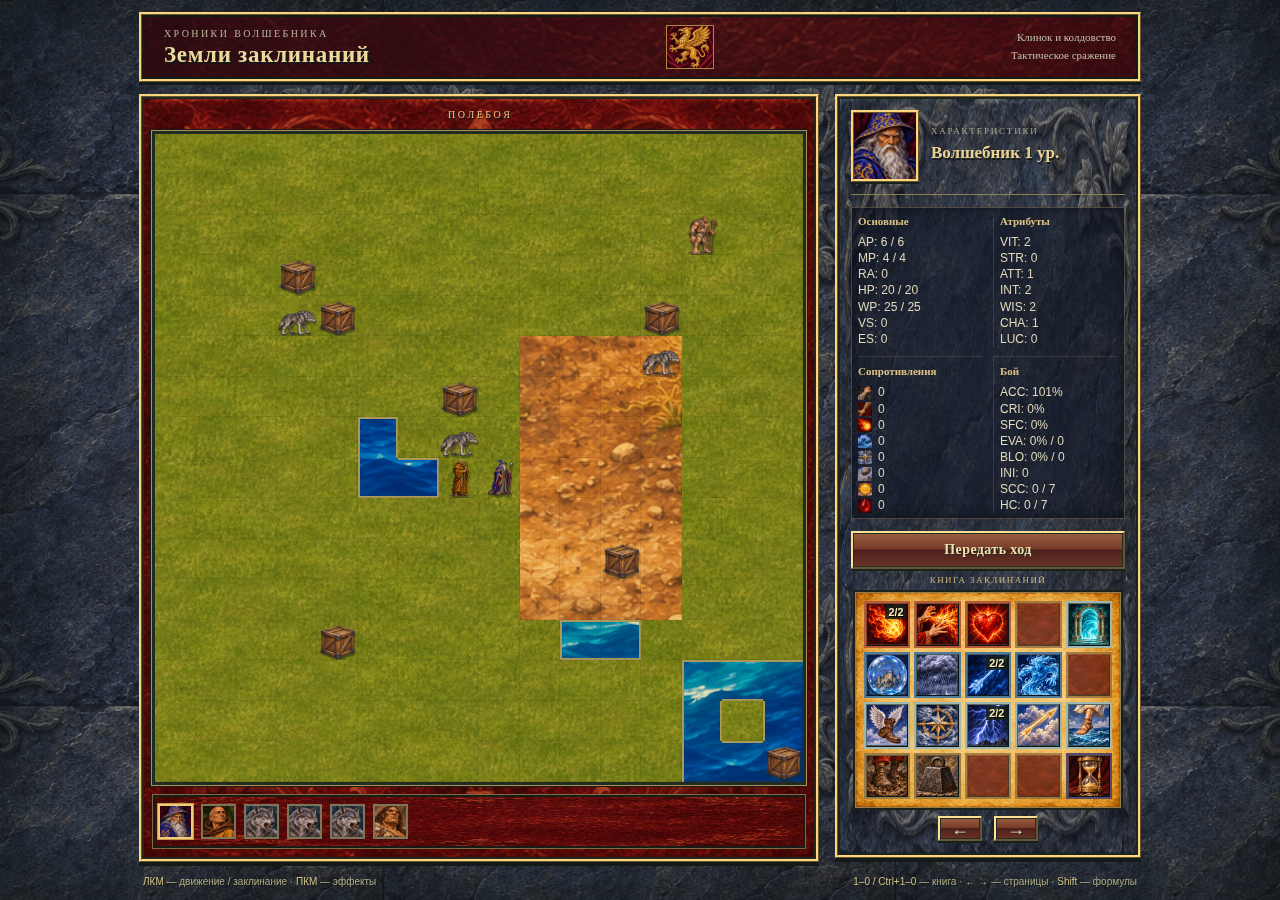 ХРОНИКИ ВОЛШЕБНИКА
Земли заклинаний
Клинок и колдовство
Тактическое сражение
ПОЛЕ БОЯ
ХАРАКТЕРИСТИКИ
Волшебник 1 ур.
Основные
AP: 6 / 6
MP: 4 / 4
RA: 0
HP: 20 / 20
WP: 25 / 25
VS: 0
ES: 0
Атрибуты
VIT: 2
STR: 0
ATT: 1
INT: 2
WIS: 2
CHA: 1
LUC: 0
Сопротивления
0
0
0
0
0
0
0
0
Бой
ACC: 101%
CRI: 0%
SFC: 0%
EVA: 0% / 0
BLO: 0% / 0
INI: 0
SCC: 0 / 7
HC: 0 / 7
Передать ход
КНИГА ЗАКЛИНАНИЙ
2/2
2/2
2/2
← →
ЛКМ — движение / заклинание · ПКМ — эффекты
1–0 / Ctrl+1–0 — книга · ← → — страницы · Shift — формулы